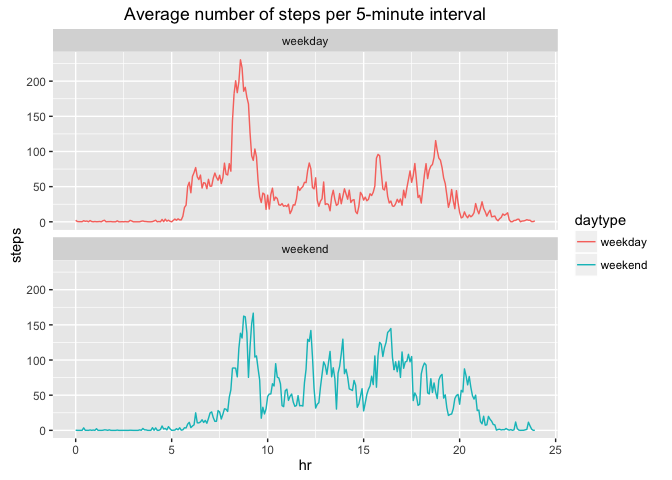 Average number of steps per 5-minute interval
weekday
200
150
100
50
0
weekend
200
150
100
50
0
steps
0 5 10 15 20 25
hr
daytype
weekday
weekend